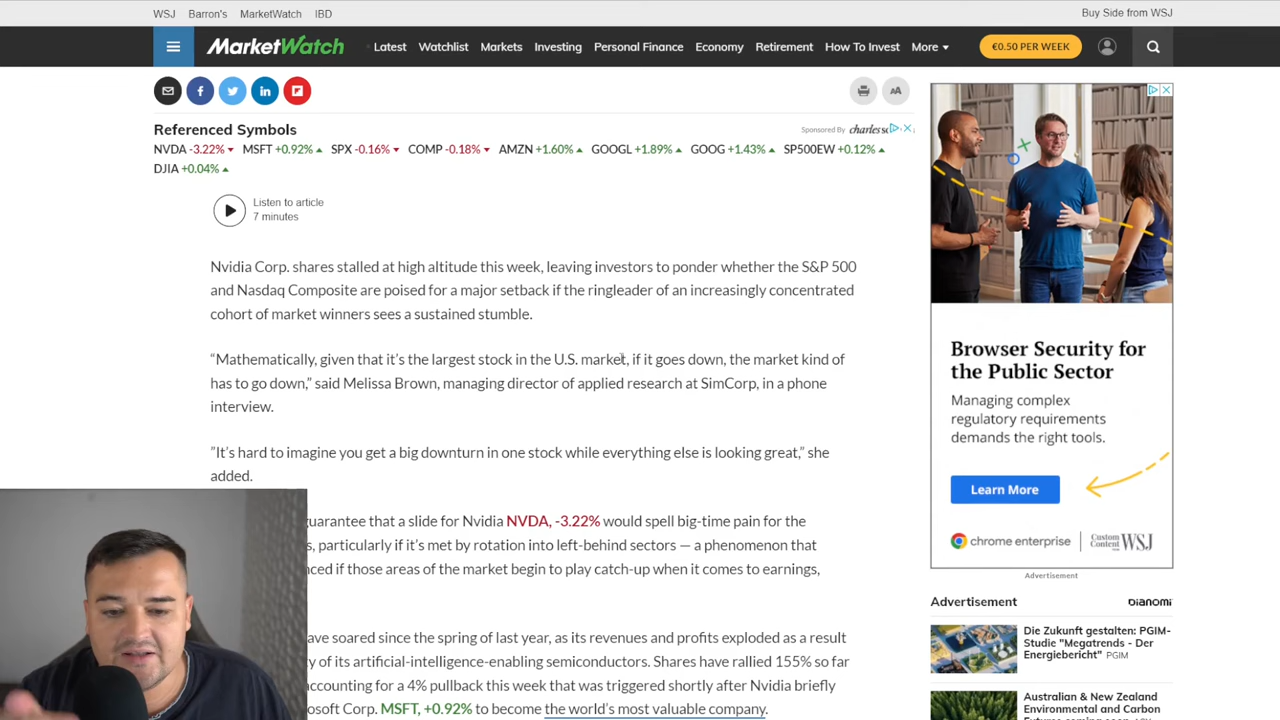 WSJ Barron's MarketWatch IBD
Buy Side from WSJ
MarketWatch
Latest Watchlist Markets Investing Personal Finance Economy Retirement How To Invest More
€0.50 PER WEEK
AA
Referenced Symbols
Sponsored By
NVDA -3.22% MSFT +0.92% SPX -0.16% COMP -0.18% AMZN +1.60% GOOGL +1.89% GOOG +1.43% SP500EW +0.12%
DJIA +0.04%
Listen to article
7 minutes
Nvidia Corp. shares stalled at high altitude this week, leaving investors to ponder whether the S&P 500
and Nasdaq Composite are poised for a major setback if the ringleader of an increasingly concentrated
cohort of market winners sees a sustained stumble.
“Mathematically, given that it’s the largest stock in the U.S. market, if it goes down, the market kind of
has to go down,” said Melissa Brown, managing director of applied research at SimCorp, in a phone
interview.
”It’s hard to imagine you get a big downturn in one stock while everything else is looking great,” she
added.
guarantee that a slide for Nvidia NVDA, -3.22% would spell big-time pain for the
s, particularly if it’s met by rotation into left-behind sectors — a phenomenon that
nced if those areas of the market begin to play catch-up when it comes to earnings,
ave soared since the spring of last year, as its revenues and profits exploded as a result
y of its artificial-intelligence-enabling semiconductors. Shares have rallied 155% so far
ccounting for a 4% pullback this week that was triggered shortly after Nvidia briefly
osoft Corp. MSFT, +0.92% to become the world’s most valuable company.
Browser Security for
the Public Sector
Managing complex
regulatory requirements
demands the right tools.
Learn More
chrome enterprise
Custom Content from WSJ
Advertisement
Advertisement
bianomi
Die Zukunft gestalten: PGIM-
Studie "Megatrends - Der
Energiebericht" PGIM
Australian & New Zealand
Environmental and Carbon